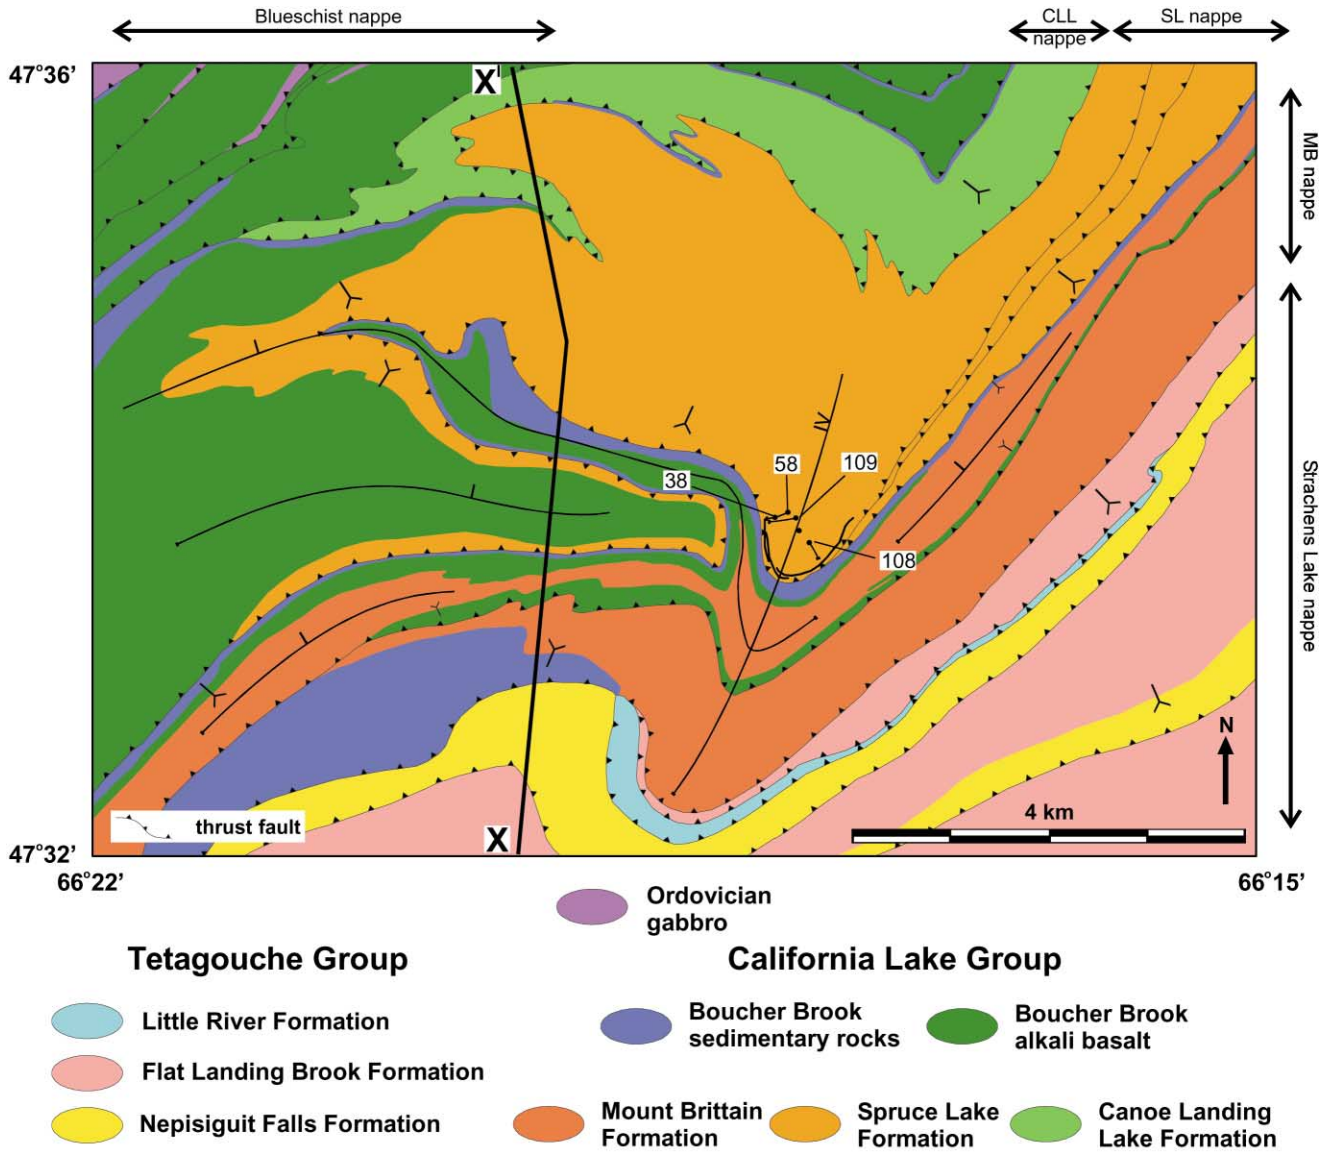 Blueschist nappe
CLL
nappe
SL nappe
47°36'
X'
MB nappe
58
109
38
108
Strachens Lake nappe
N
thrust fault
X
4 km
47°32'
66°22'
66°15'
Ordovician
gabbro
Tetagouche Group
California Lake Group
Little River Formation
Boucher Brook
sedimentary rocks
Boucher Brook
alkali basalt
Flat Landing Brook Formation
Nepisiguit Falls Formation
Mount Brittain
Formation
Spruce Lake
Formation
Canoe Landing
Lake Formation